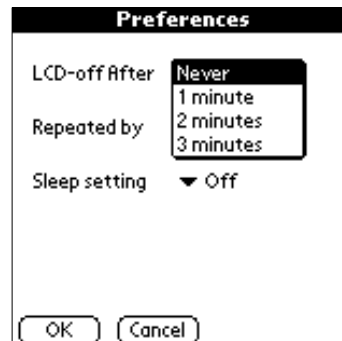 Preferences
LCD-off After
Never
1 minute
2 minutes
3 minutes
Repeated by
Sleep setting
Off
OK
Cancel